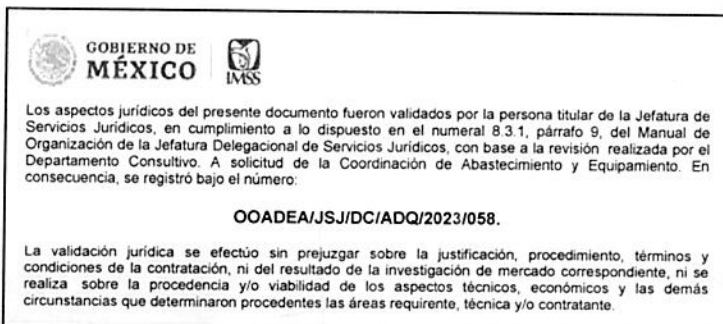 GOBIERNO DE
MÉXICO
IMSS
Los aspectos jurídicos del presente documento fueron validados por la persona titular de la Jefatura de
Servicios Jurídicos, en cumplimiento a lo dispuesto en el numeral 8.3.1, párrafo 9, del Manual de
Organización de la Jefatura Delegacional de Servicios Jurídicos, con base a la revisión realizada por el
Departamento Consultivo. A solicitud de la Coordinación de Abastecimiento y Equipamiento. En
consecuencia, se registró bajo el número:
OOADEA/JSJ/DC/ADQ/2023/058.
La validación jurídica se efectúo sin prejuzgar sobre la justificación, procedimiento, términos y
condiciones de la contratación, ni del resultado de la investigación de mercado correspondiente, ni se
realiza sobre la procedencia y/o viabilidad de los aspectos técnicos, económicos y las demás
circunstancias que determinaron procedentes las áreas requirente, técnica y/o contratante.